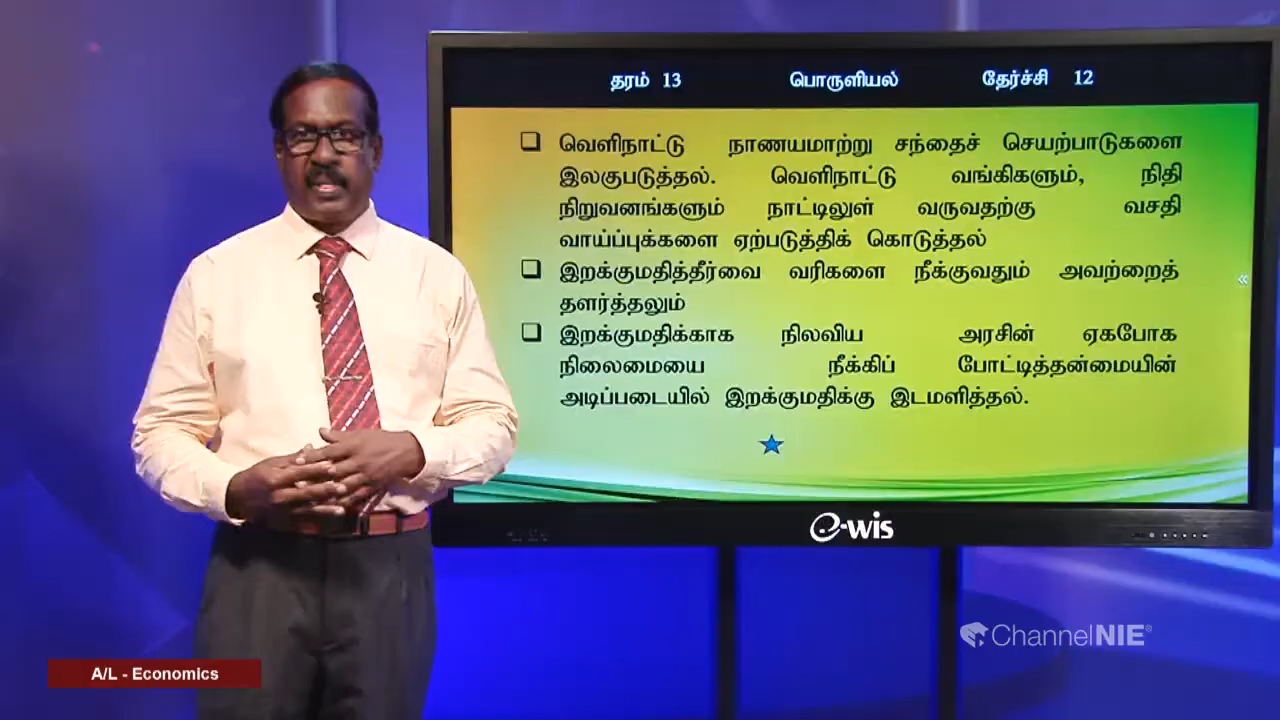 தரம் 13 பொருளியல் தேர்ச்சி 12
❑ வெளிநாட்டு நாணயமாற்று சந்தைச் செயற்பாடுகளை
இலகுபடுத்தல். வெளிநாட்டு வங்கிகளும், நிதி
நிறுவனங்களும் நாட்டிலுள் வருவதற்கு வசதி
வாய்ப்புக்களை ஏற்படுத்திக் கொடுத்தல்
❑ இறக்குமதித்தீர்வை வரிகளை நீக்குவதும் அவற்றைத்
தளர்த்தலும்
❑ இறக்குமதிக்காக நிலவிய அரசின் ஏகபோக
நிலைமையை நீக்கிப் போட்டித்தன்மையின்
அடிப்படையில் இறக்குமதிக்கு இடமளித்தல்.
e-wis
ChannelNIE
A/L - Economics